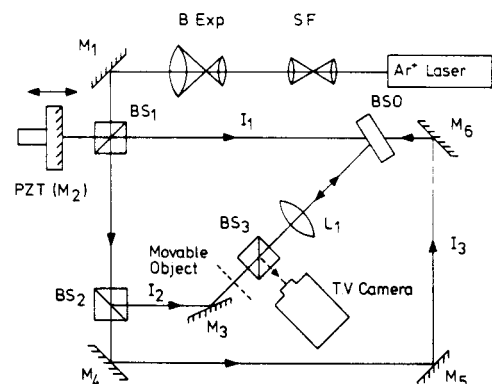 B Exp
SF
M1
Ar+ Laser
BS1
I1
BSO
M6
PZT (M2)
BS3
L1
I3
Movable
Object
BS2
I2
TV Camera
M3
M4
M5